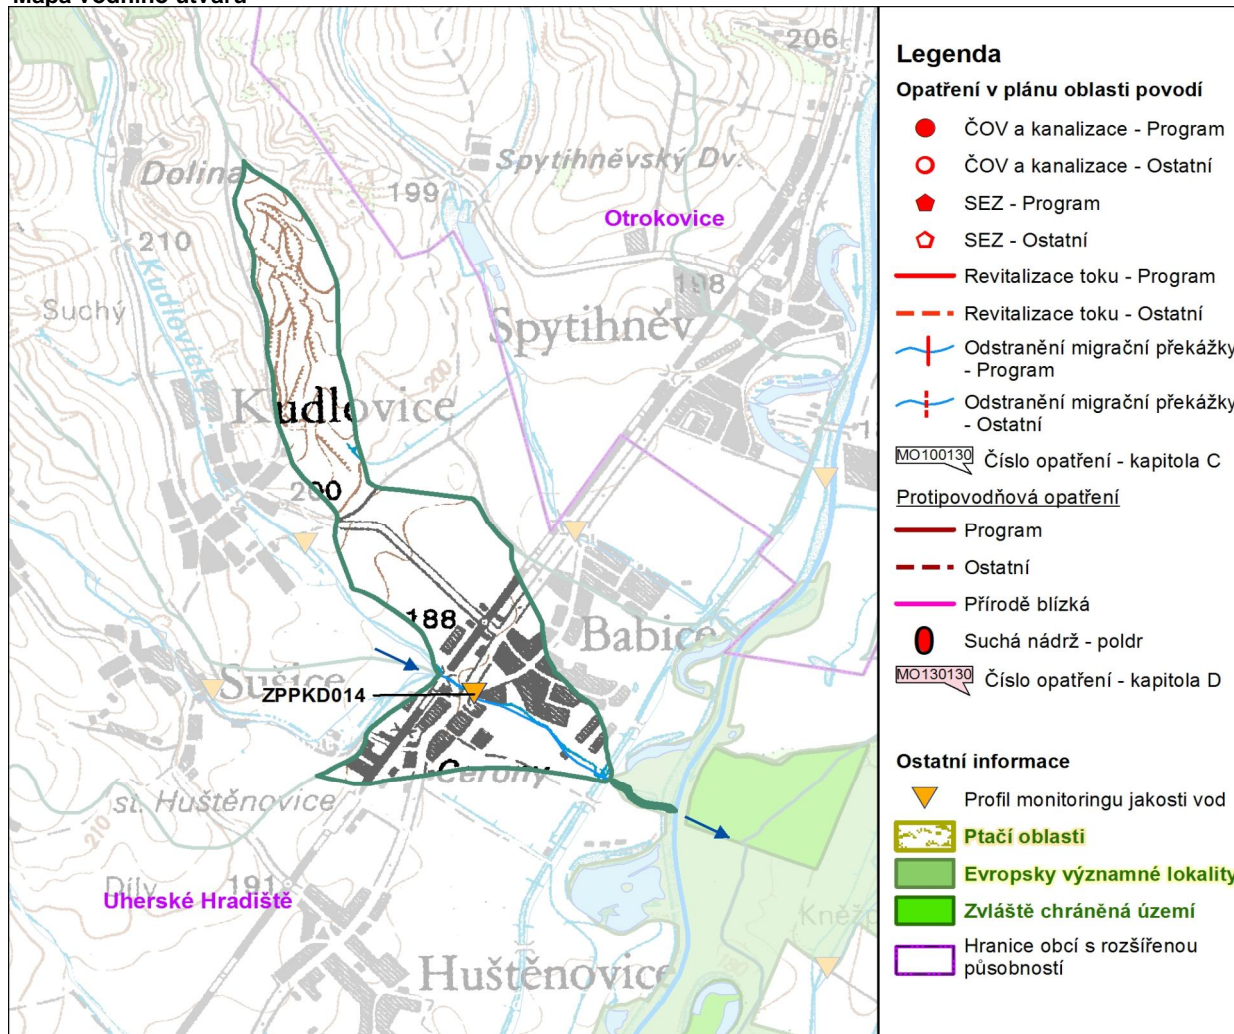 Mapa vodního útvaru
206
Dolina
Spytihněvský Dv.
199
Otrokovice
210
198
Kudlovický
Suchý
Spytihněv
200
Kudlovice
200
188
Babice
Sušice
ZPPKD014
Cerony
st. Huštěnovice
210
Díly
191
Uherské Hradiště
Huštěnovice
180
Legenda
Opatření v plánu oblasti povodí
ČOV a kanalizace - Program
ČOV a kanalizace - Ostatní
SEZ - Program
SEZ - Ostatní
Revitalizace toku - Program
Revitalizace toku - Ostatní
Odstranění migrační překážky
- Program
Odstranění migrační překážky
- Ostatní
MO100130 Číslo opatření - kapitola C
Protipovodňová opatření
Program
Ostatní
Přírodě blízká
Suchá nádrž - poldr
MO130130 Číslo opatření - kapitola D
Ostatní informace
Profil monitoringu jakosti vod
Ptačí oblasti
Evropsky významné lokality
Zvláště chráněná území
Hranice obcí s rozšířenou
působností